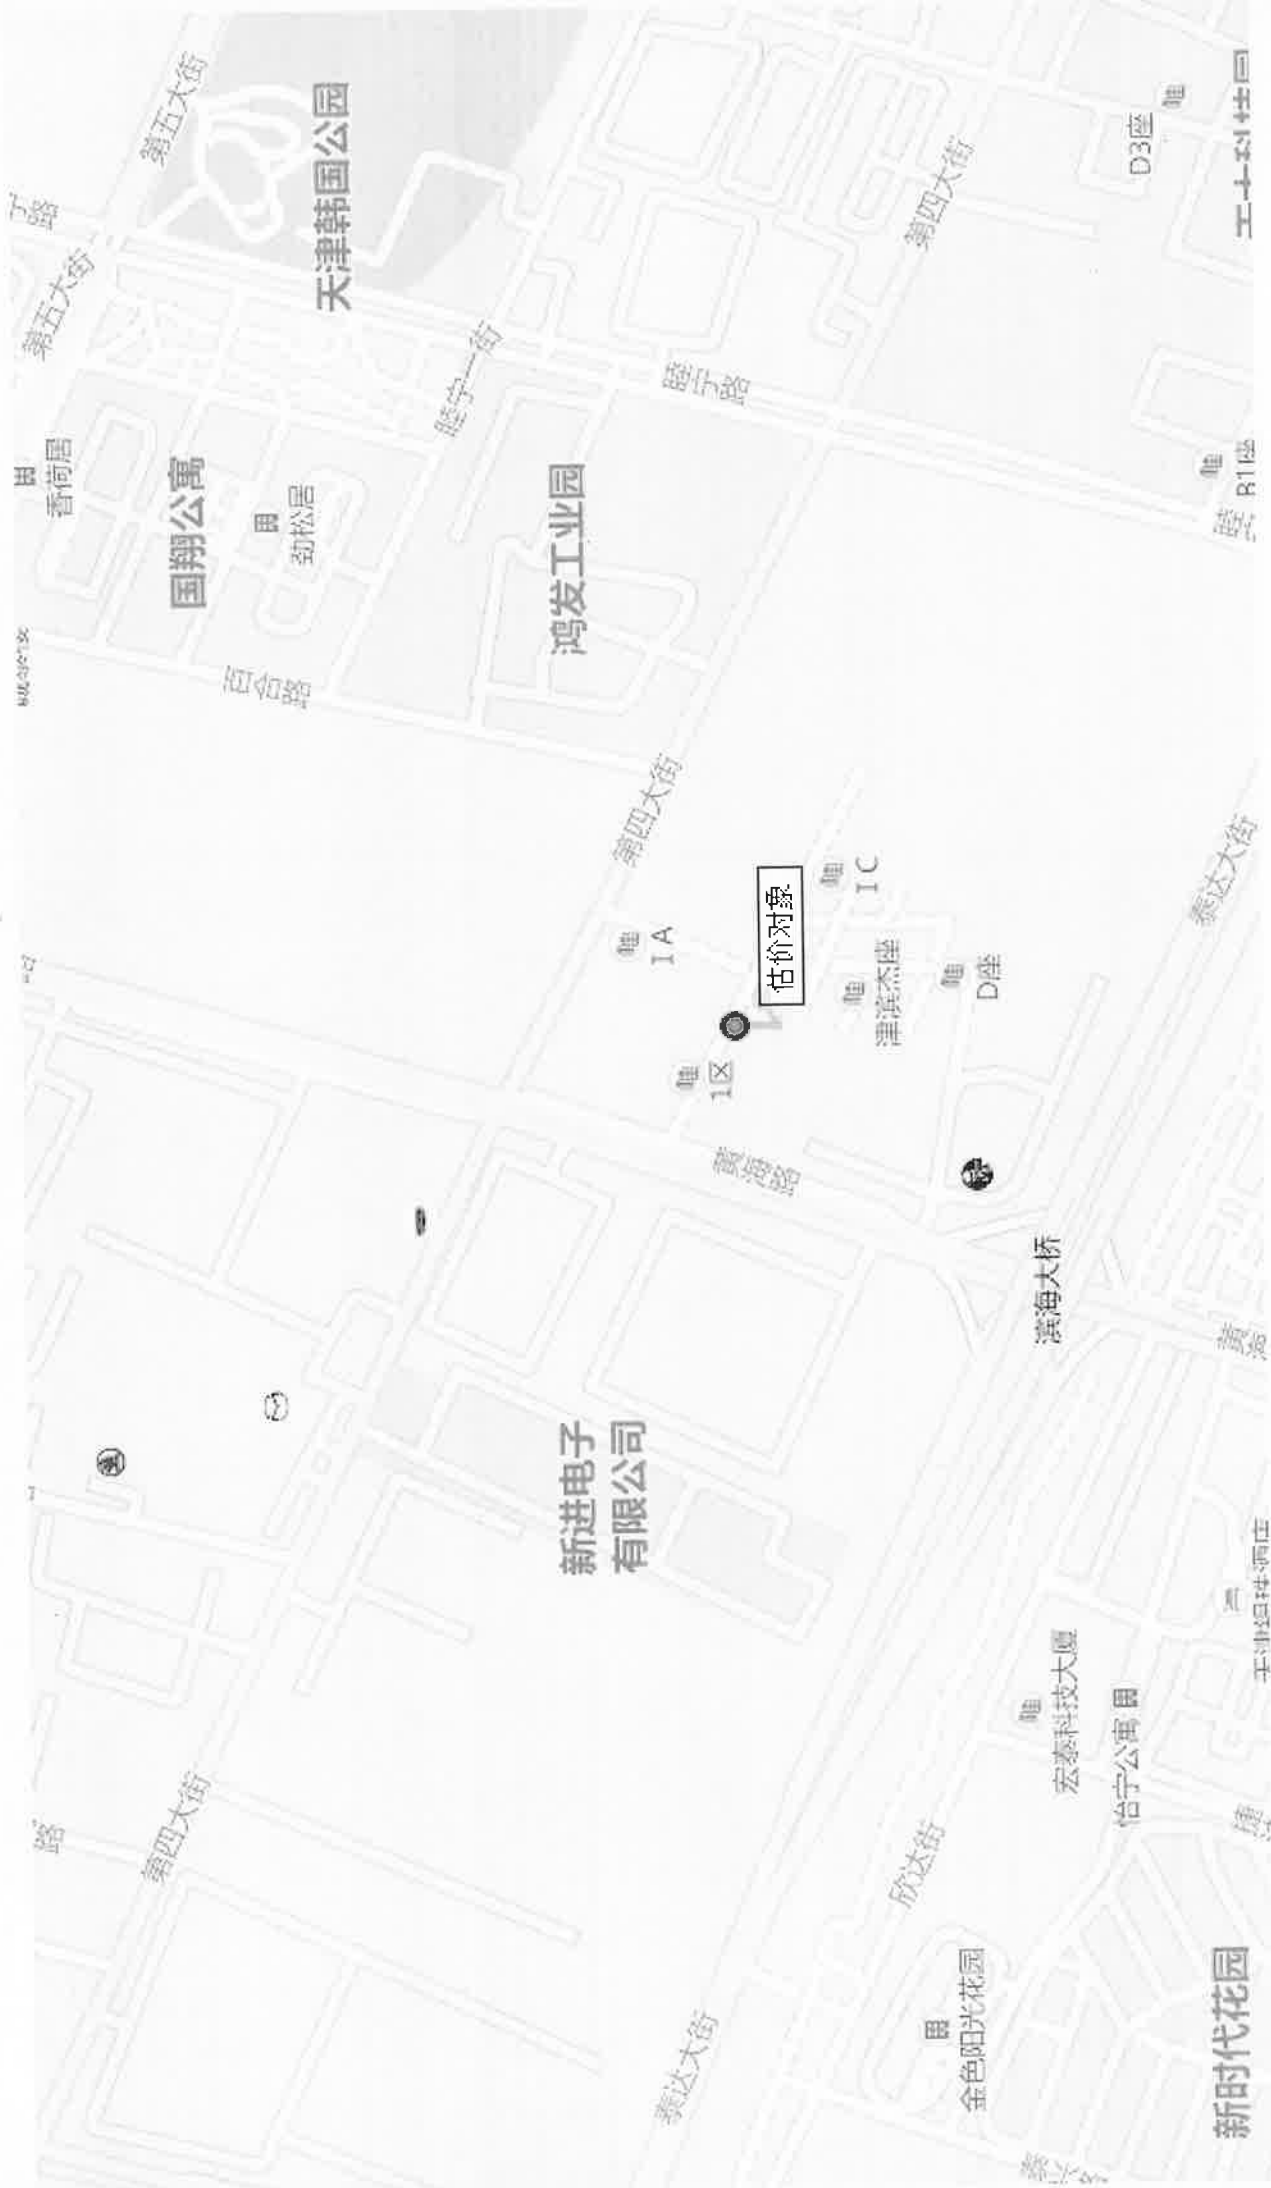 路
第四大街
香荷居
第五大街
第五大街
国翔公寓
劲松居
百合路
天津韩国公园
睦宁一街
新进电子
有限公司
鸿发工业园
第四大街
睦宁路
泰达大街
1 A
1区
估价对象
黄海路
1 C
津滨杰座
D座
第四大街
欣达街
金色阳光花园
滨海大桥
宏泰科技大厦
怡宁公寓
D3座
泰达大街
新时代花园
黄海
睦
B1座